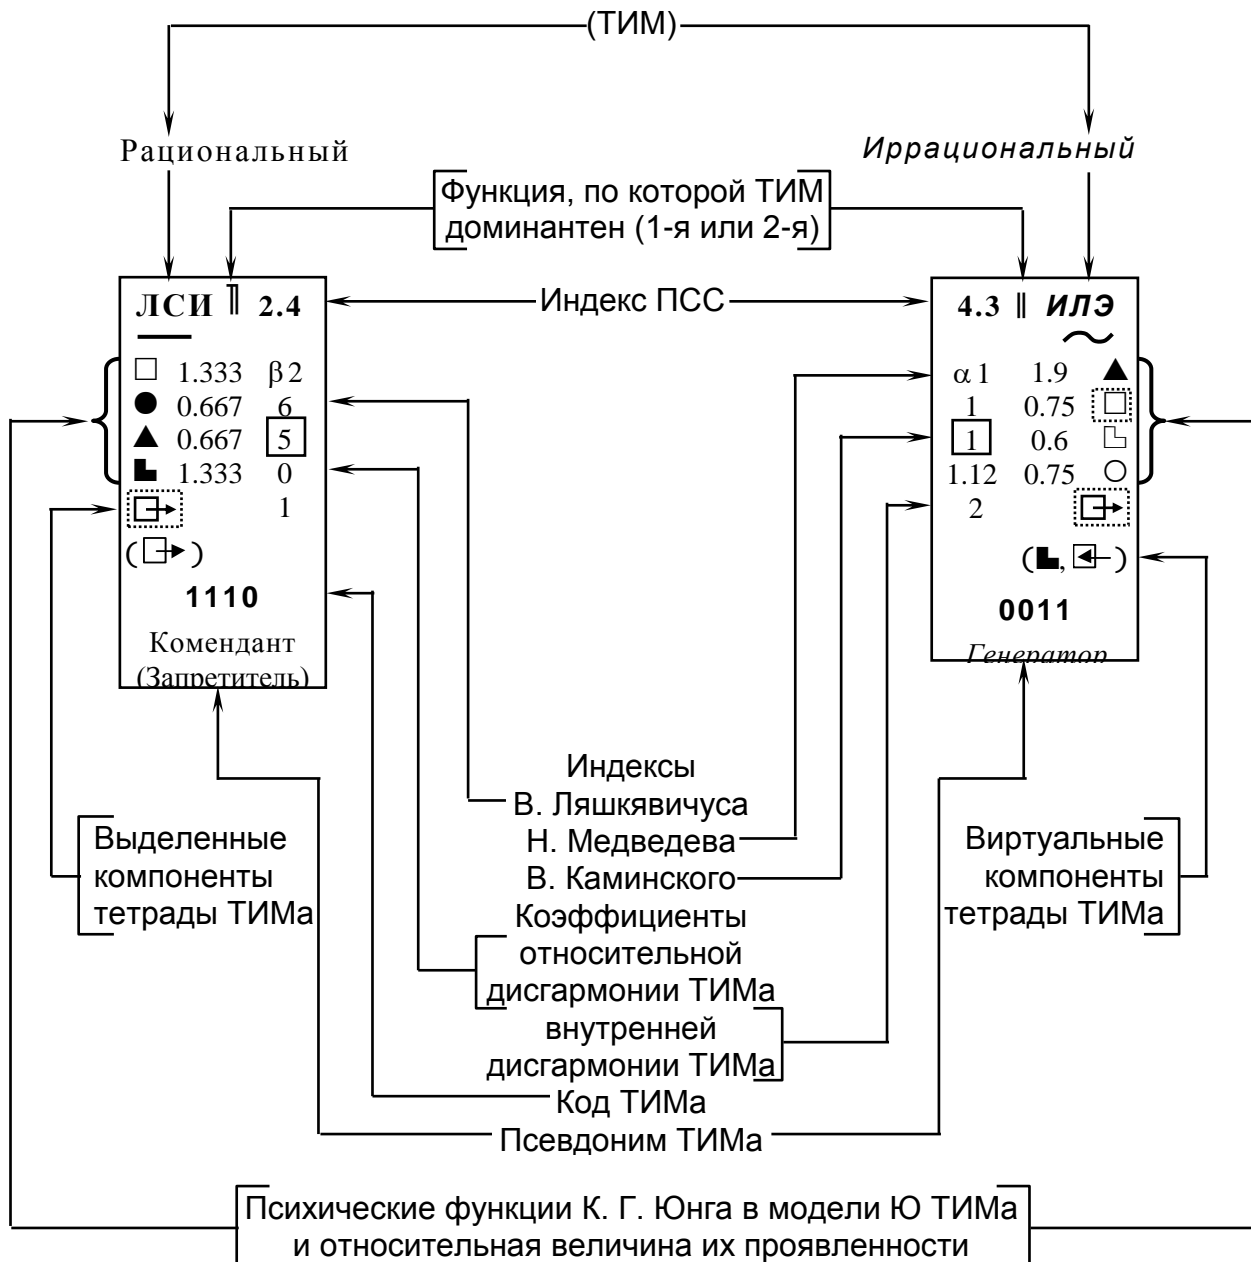 (ТИМ)
Рациональный
Иррациональный
Функция, по которой ТИМ
доминантен (1-я или 2-я)
Индекс ПСС
ЛСИ 2.4
□ 1.333 β2
● 0.667 6
▲ 0.667 5
1.333 0
1
( )
1110
Комендант
(Запретитель)
4.3 ИЛЭ
α1 1.9 ▲
1 0.75 □
1 0.6
1.12 0.75 ○
2
( , )
0011
Генератор
Индексы
В. Ляшкявичуса
Н. Медведева
В. Каминского
Коэффициенты
относительной
дисгармонии ТИМа
внутренней
дисгармонии ТИМа
Код ТИМа
Псевдоним ТИМа
Выделенные
компоненты
тетрады ТИМа
Виртуальные
компоненты
тетрады ТИМа
Психические функции К. Г. Юнга в модели Ю ТИМа
и относительная величина их проявленности